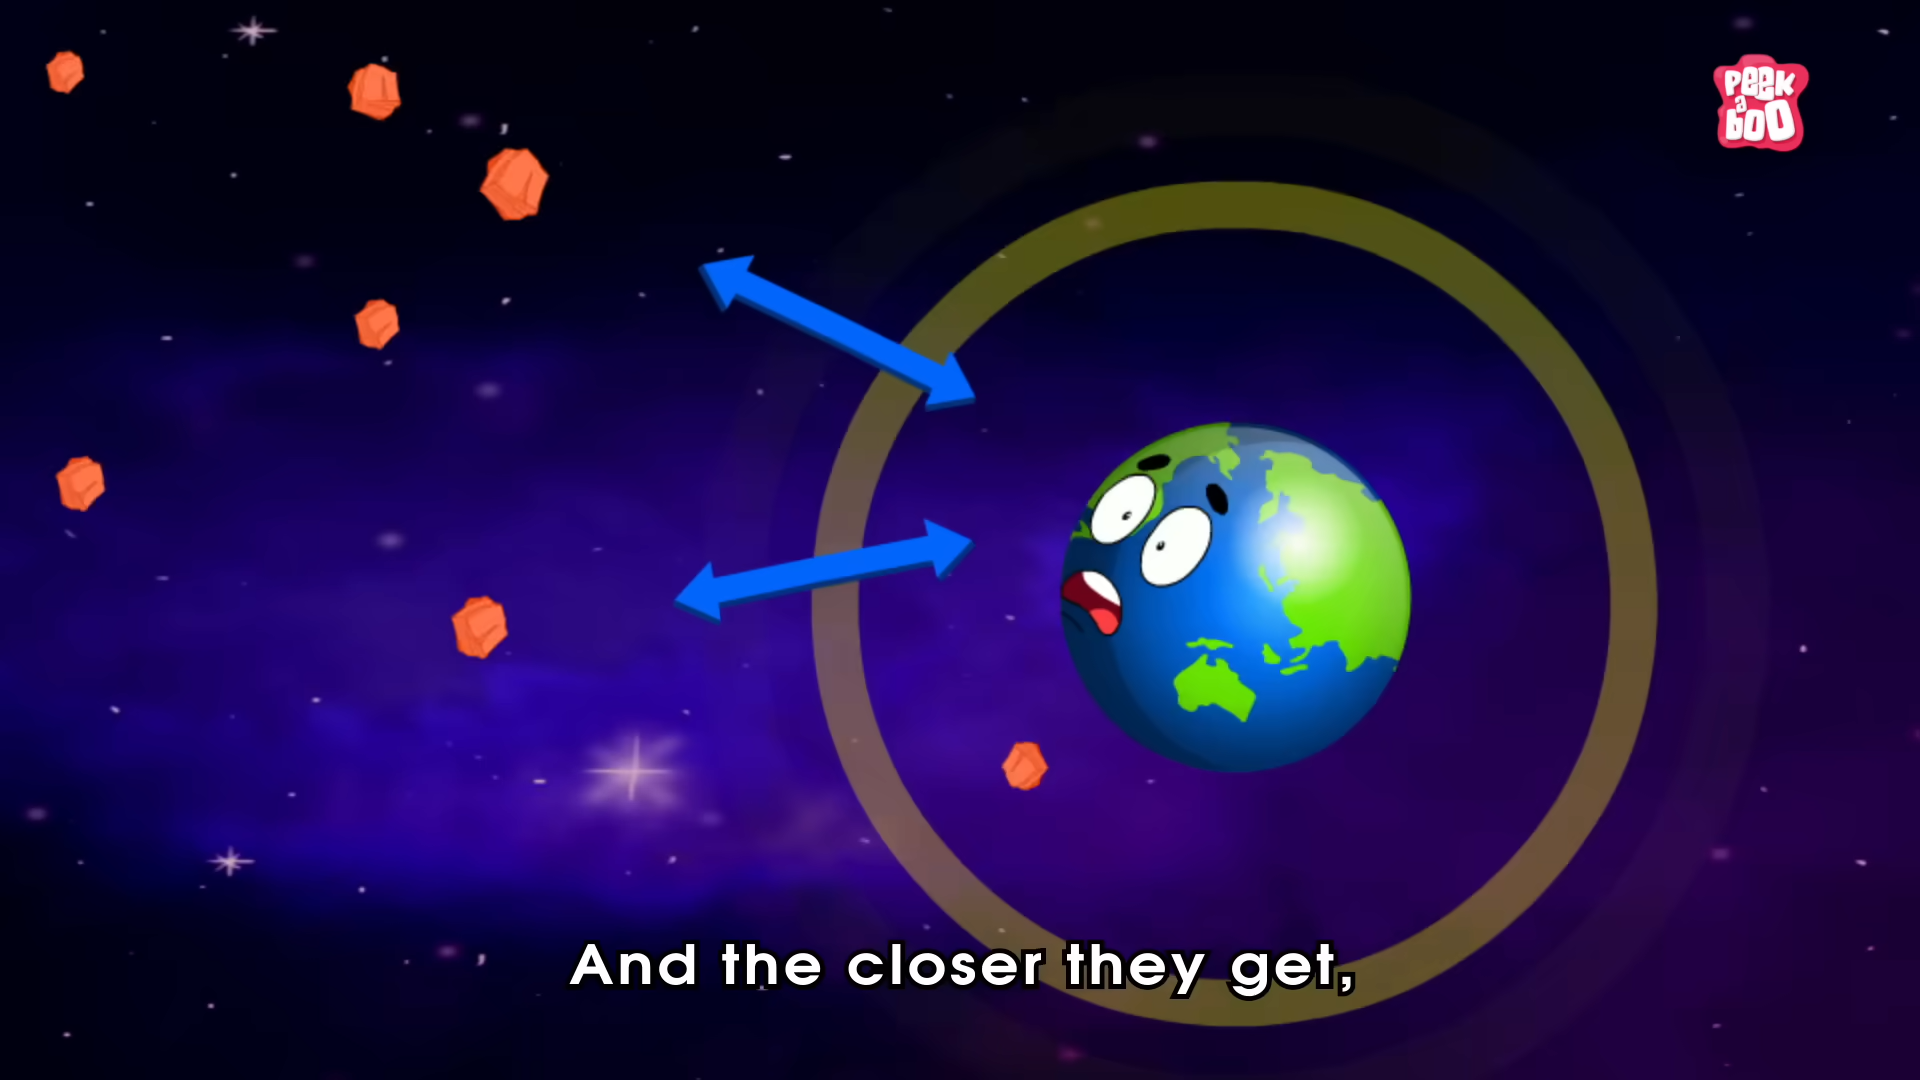 PEEK
a
boo
And the closer they get,